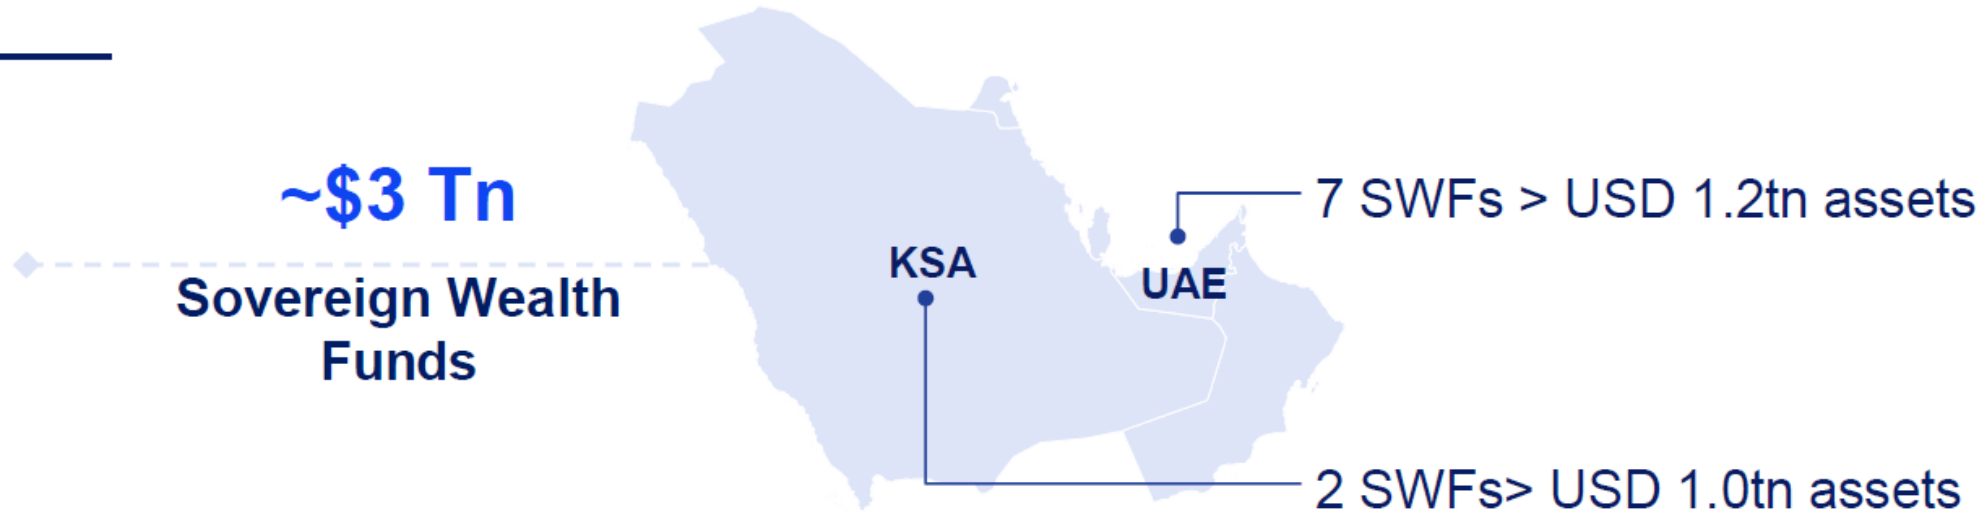 ~$3 Tn
Sovereign Wealth
Funds
KSA
UAE
7 SWFs > USD 1.2tn assets
2 SWFs> USD 1.0tn assets